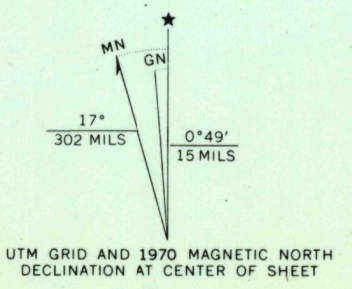 MN
GN
17°
302 MILS
0°49′
15 MILS
UTM GRID AND 1970 MAGNETIC NORTH
DECLINATION AT CENTER OF SHEET